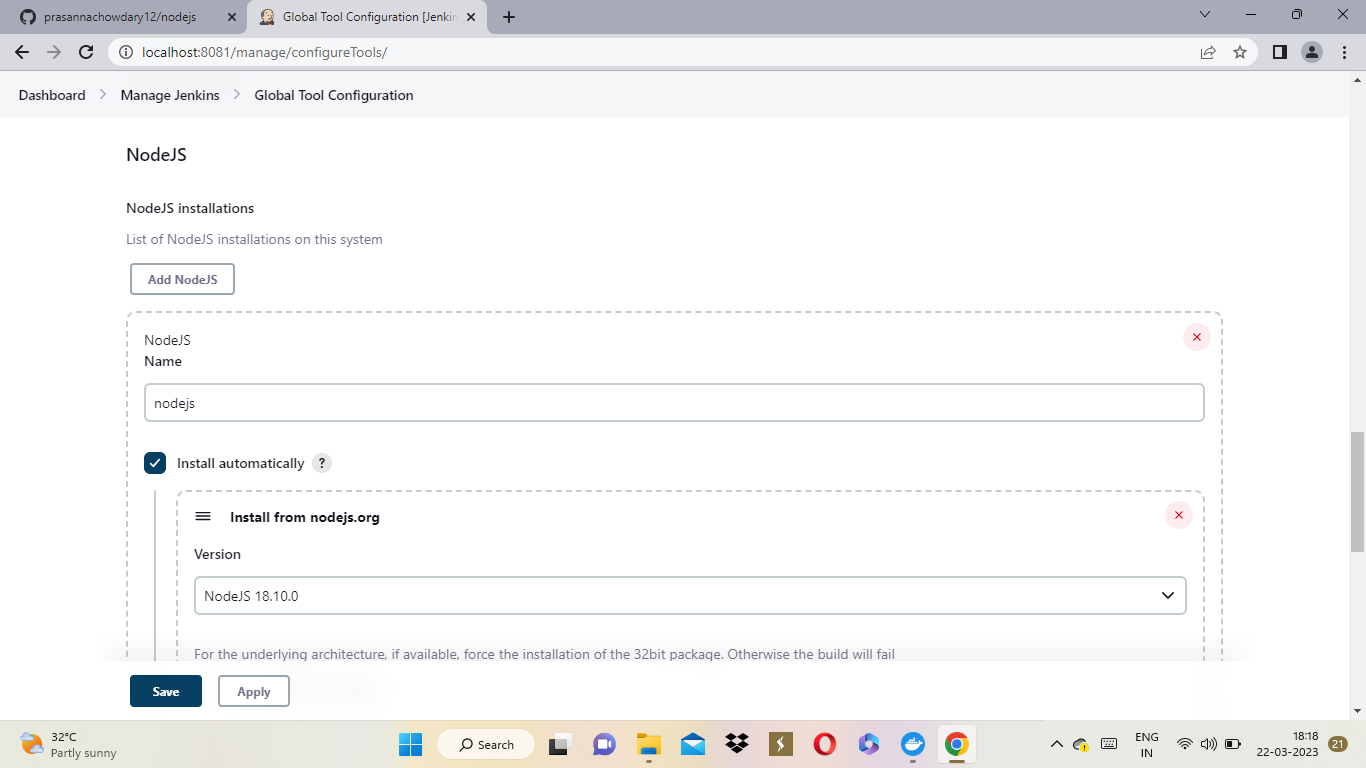 prasannachowdary12/nodejs
Global Tool Configuration [Jenkin
localhost:8081/manage/configureTools/
Dashboard
Manage Jenkins
Global Tool Configuration
NodeJS
NodeJS installations
List of NodeJS installations on this system
Add NodeJS
NodeJS
Name
nodejs
Install automatically ?
Install from nodejs.org
Version
NodeJS 18.10.0
For the underlying architecture, if available, force the installation of the 32bit package. Otherwise the build will fail
Save
Apply
32°C
Partly sunny
Search
ENG
IN
18:18
22-03-2023
21